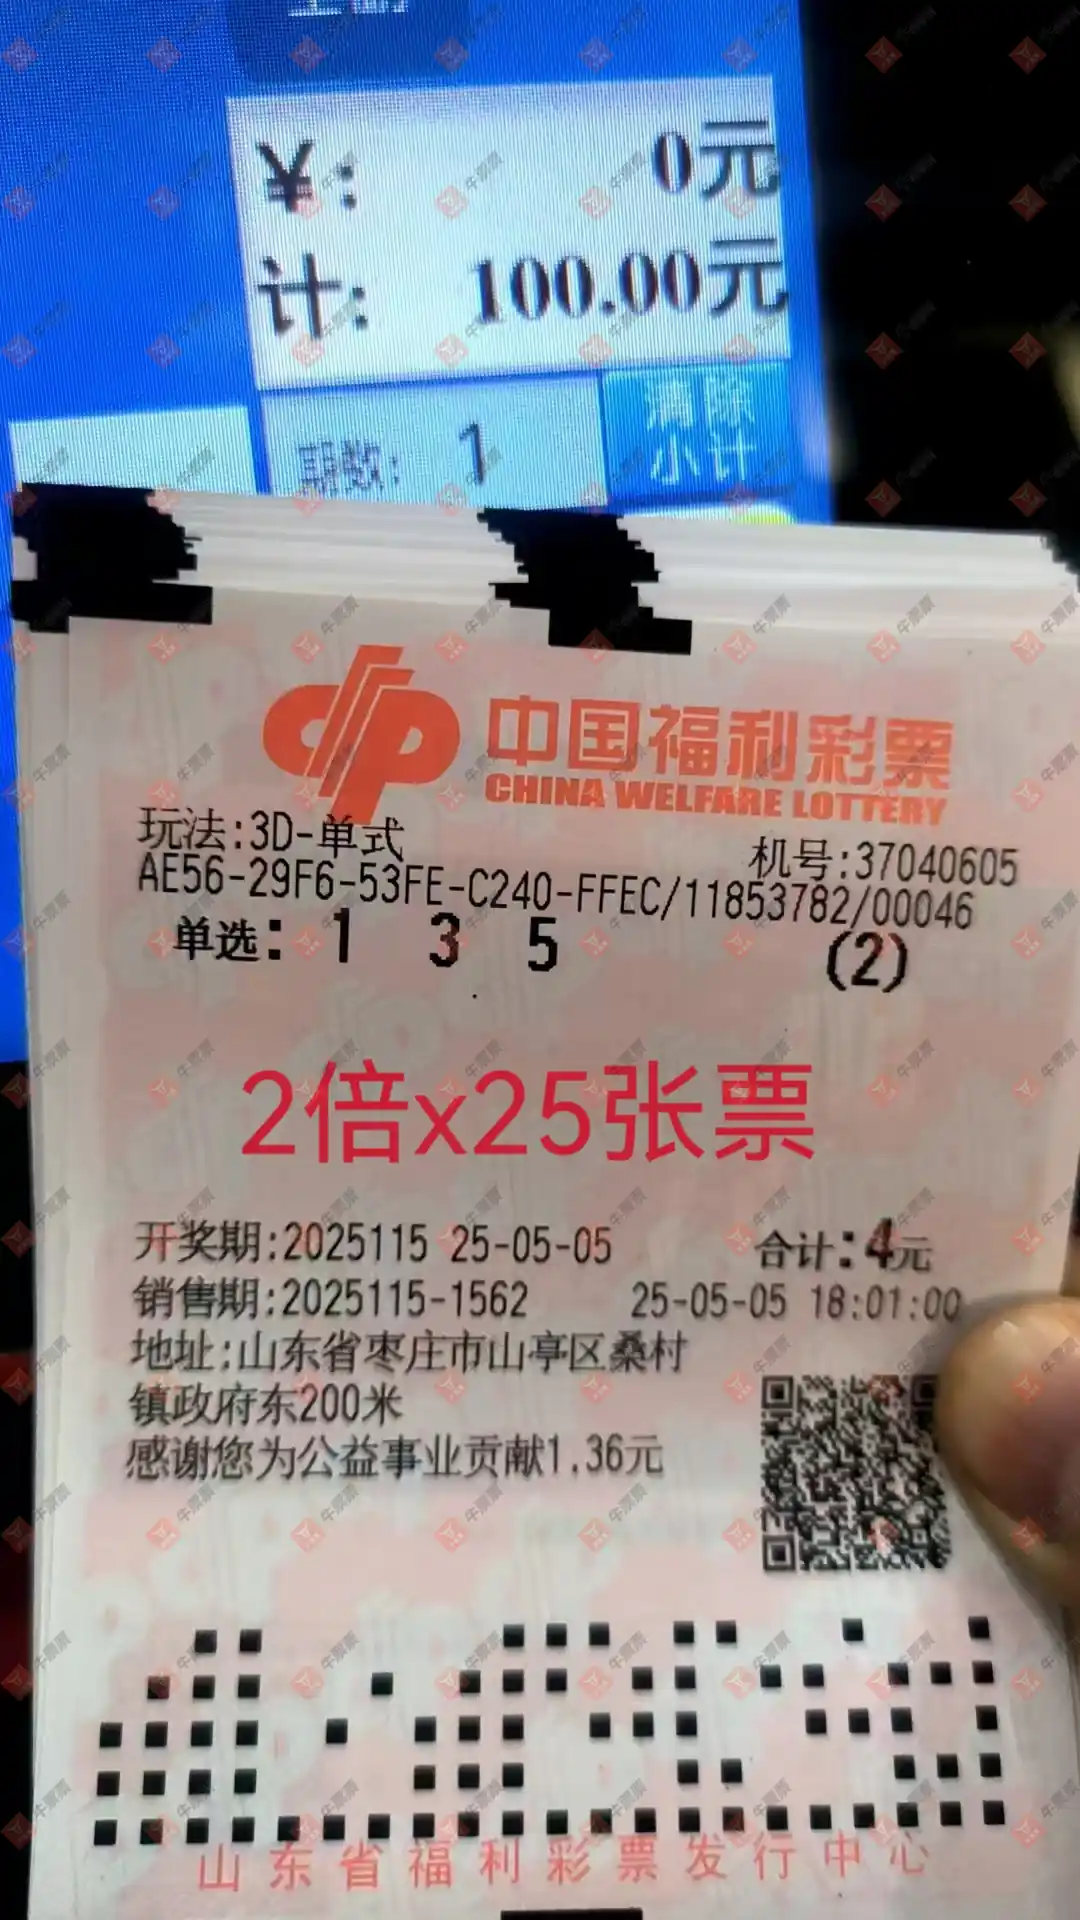 ¥: 0元
计: 100.00元
期数: 1
清除
小计
中国福利彩票
CHINA WELFARE LOTTERY
玩法:3D-单式
机号:37040605
AE56-29F6-53FE-C240-FFEC/11853782/00046
单选: 1 3 5 (2)
2倍x25张票
开奖期:2025115 25-05-05 合计:4元
销售期:2025115-1562 25-05-05 18:01:00
地址:山东省枣庄市山亭区桑村
镇政府东200米
感谢您为公益事业贡献1.36元
山东省福利彩票发行中心